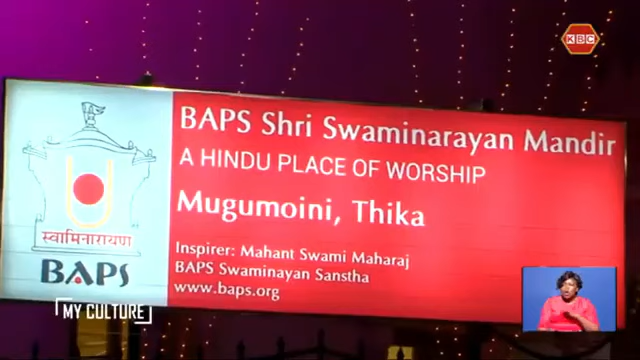 KBC
BAPS Shri Swaminarayan Mandir
A HINDU PLACE OF WORSHIP
Mugumoini, Thika
Inspirer: Mahant Swami Maharaj
BAPS Swaminayan Sanstha
www.baps.org
स्वामिनारायण
BAPS
MY CULTURE